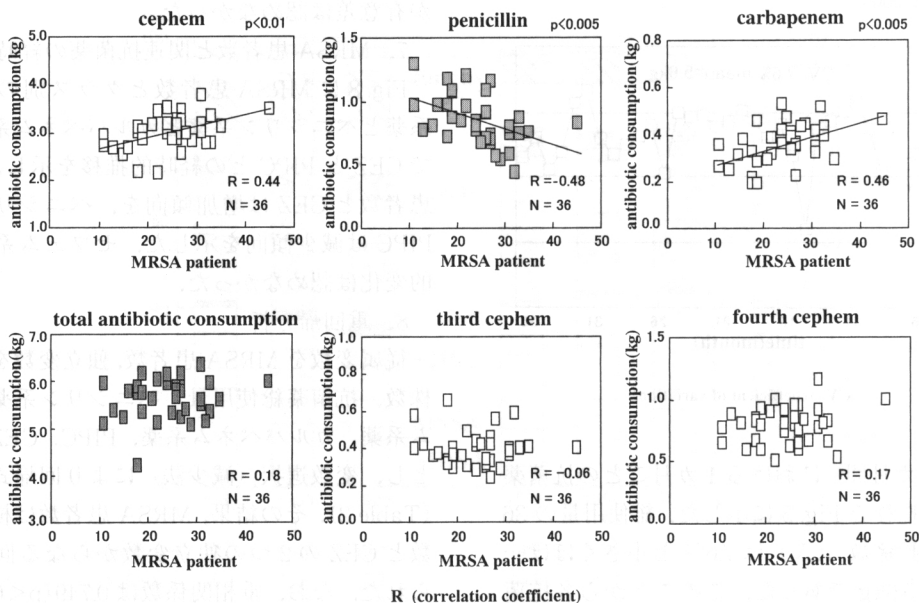 cephem
p<0.01
antibiotic consumption(kg)
5.0
4.0
3.0
2.0
1.0
0 10 20 30 40 50
R = 0.44
N = 36
MRSA patient
penicillin
p<0.005
antibiotic consumption(kg)
1.5
1.0
0.5
0.0
0 10 20 30 40 50
R =-0.48
N = 36
MRSA patient
carbapenem
p<0.005
antibiotic consumption(kg)
0.8
0.6
0.4
0.2
0.0
0 10 20 30 40 50
R = 0.46
N = 36
MRSA patient
total antibiotic consumption
antibiotic consumption(kg)
7.0
6.0
5.0
4.0
3.0
0 10 20 30 40 50
N = 36
MRSA patient
third cephem
antibiotic consumption(kg)
1.0
0.8
0.6
0.4
0.2
0.0
0 10 20 30 40 50
R =-0.06
N = 36
MRSA patient
fourth cephem
antibiotic consumption(kg)
1.5
1.0
0.5
0.0
0 10 20 30 40 50
R = 0.17
N = 36
MRSA patient
R (correlation coefficient)